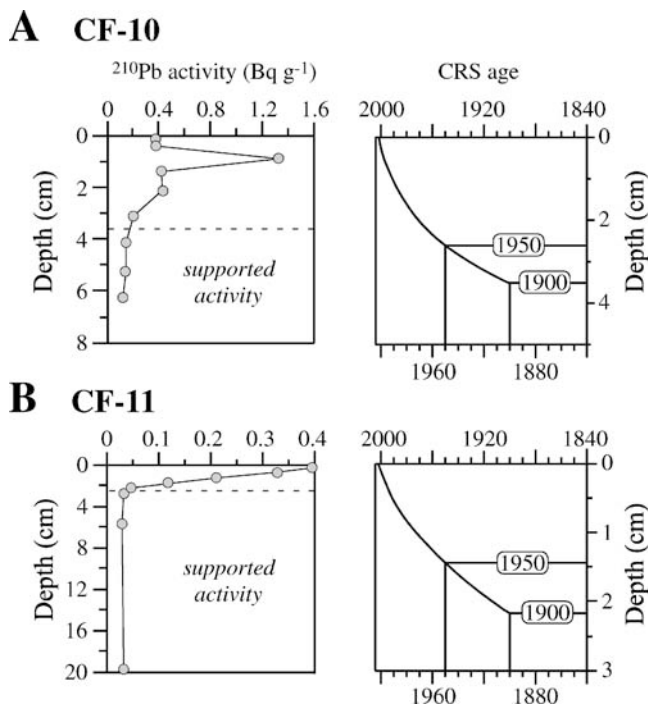 A CF-10
²¹⁰Pb activity (Bq g⁻¹)
0 0.4 0.8 1.2 1.6
Depth (cm)
0
2
4
6
8
supported
activity
CRS age
2000 1920 1840
1950
1900
0
2
4
Depth (cm)
1960 1880
B CF-11
0 0.1 0.2 0.3 0.4
Depth (cm)
0
4
8
12
16
20
supported
activity
2000 1920 1840
1950
1900
0
1
2
3
Depth (cm)
1960 1880